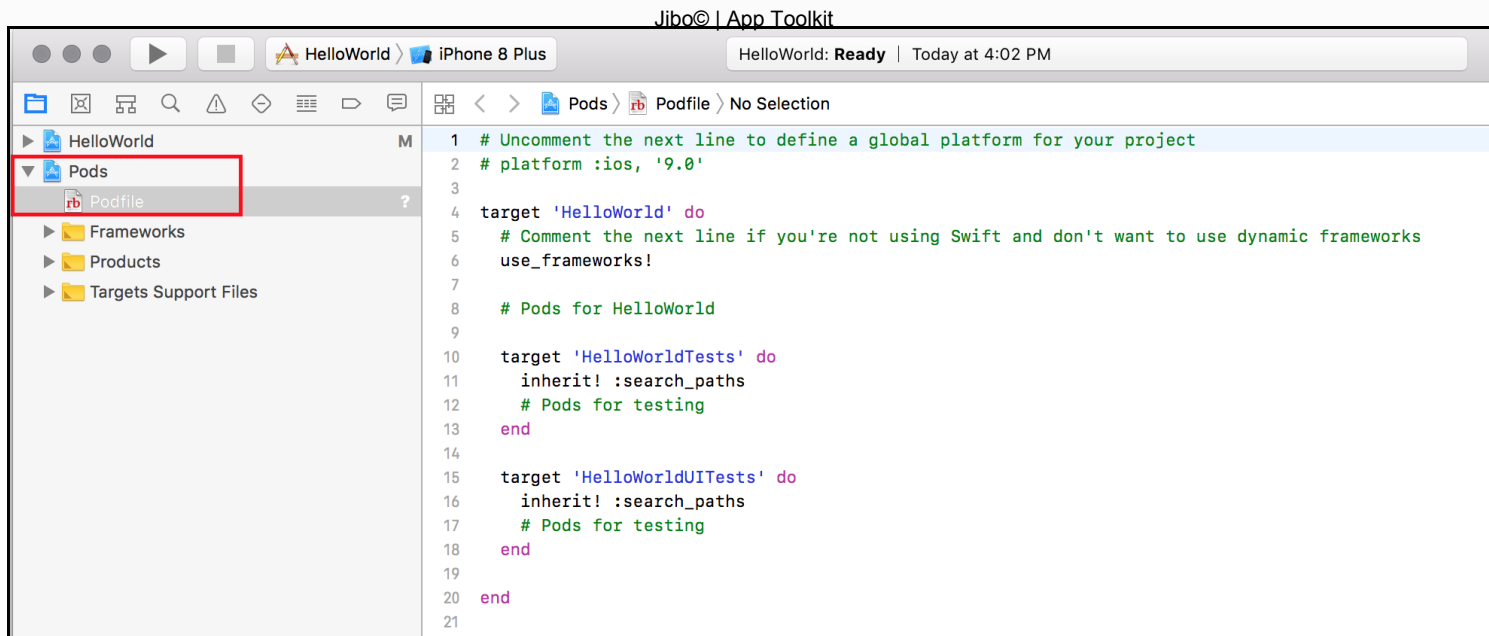 Jibo© | App Toolkit
HelloWorld 〉 iPhone 8 Plus
HelloWorld: Ready | Today at 4:02 PM
Pods 〉 rb Podfile 〉 No Selection
HelloWorld M
Pods
rb Podfile ?
Frameworks
Products
Targets Support Files
1 # Uncomment the next line to define a global platform for your project
2 # platform :ios, '9.0'
3
4 target 'HelloWorld' do
5 # Comment the next line if you're not using Swift and don't want to use dynamic frameworks
6 use_frameworks!
7
8 # Pods for HelloWorld
9
10 target 'HelloWorldTests' do
11 inherit! :search_paths
12 # Pods for testing
13 end
14
15 target 'HelloWorldUITests' do
16 inherit! :search_paths
17 # Pods for testing
18 end
19
20 end
21